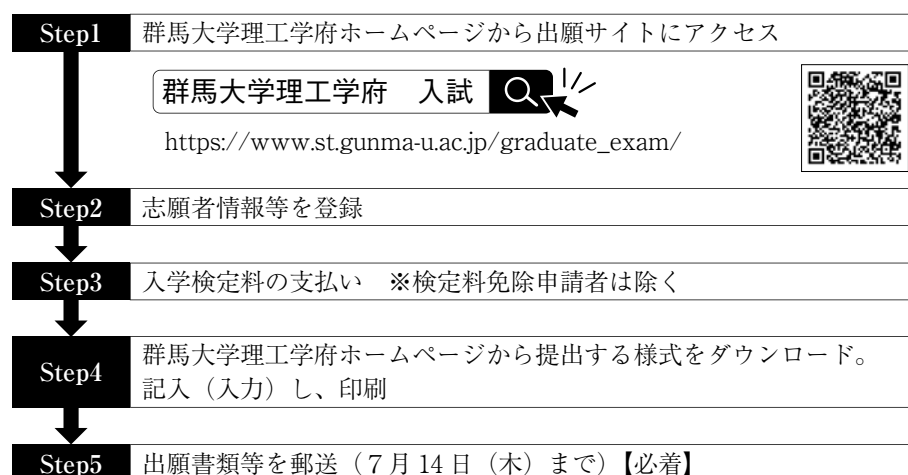 Step1 群馬大学理工学府ホームページから出願サイトにアクセス
群馬大学理工学府 入試
https://www.st.gunma-u.ac.jp/graduate_exam/
Step2 志願者情報等を登録
Step3 入学検定料の支払い ※検定料免除申請者は除く
Step4 群馬大学理工学府ホームページから提出する様式をダウンロード。
記入（入力）し、印刷
Step5 出願書類等を郵送（７月 14 日（木）まで）【必着】